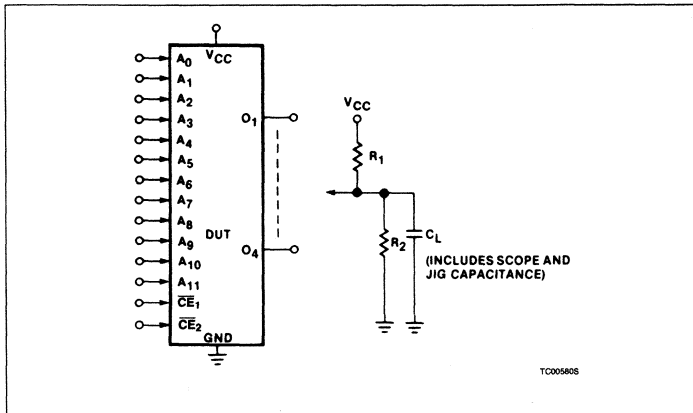 VCC
A0
A1
A2
A3
A4
A5
A6
A7
A8
A9
A10
A11
CE1
CE2
O1
O4
DUT
GND
VCC
R1
R2
CL
(INCLUDES SCOPE AND
JIG CAPACITANCE)
TC00580S